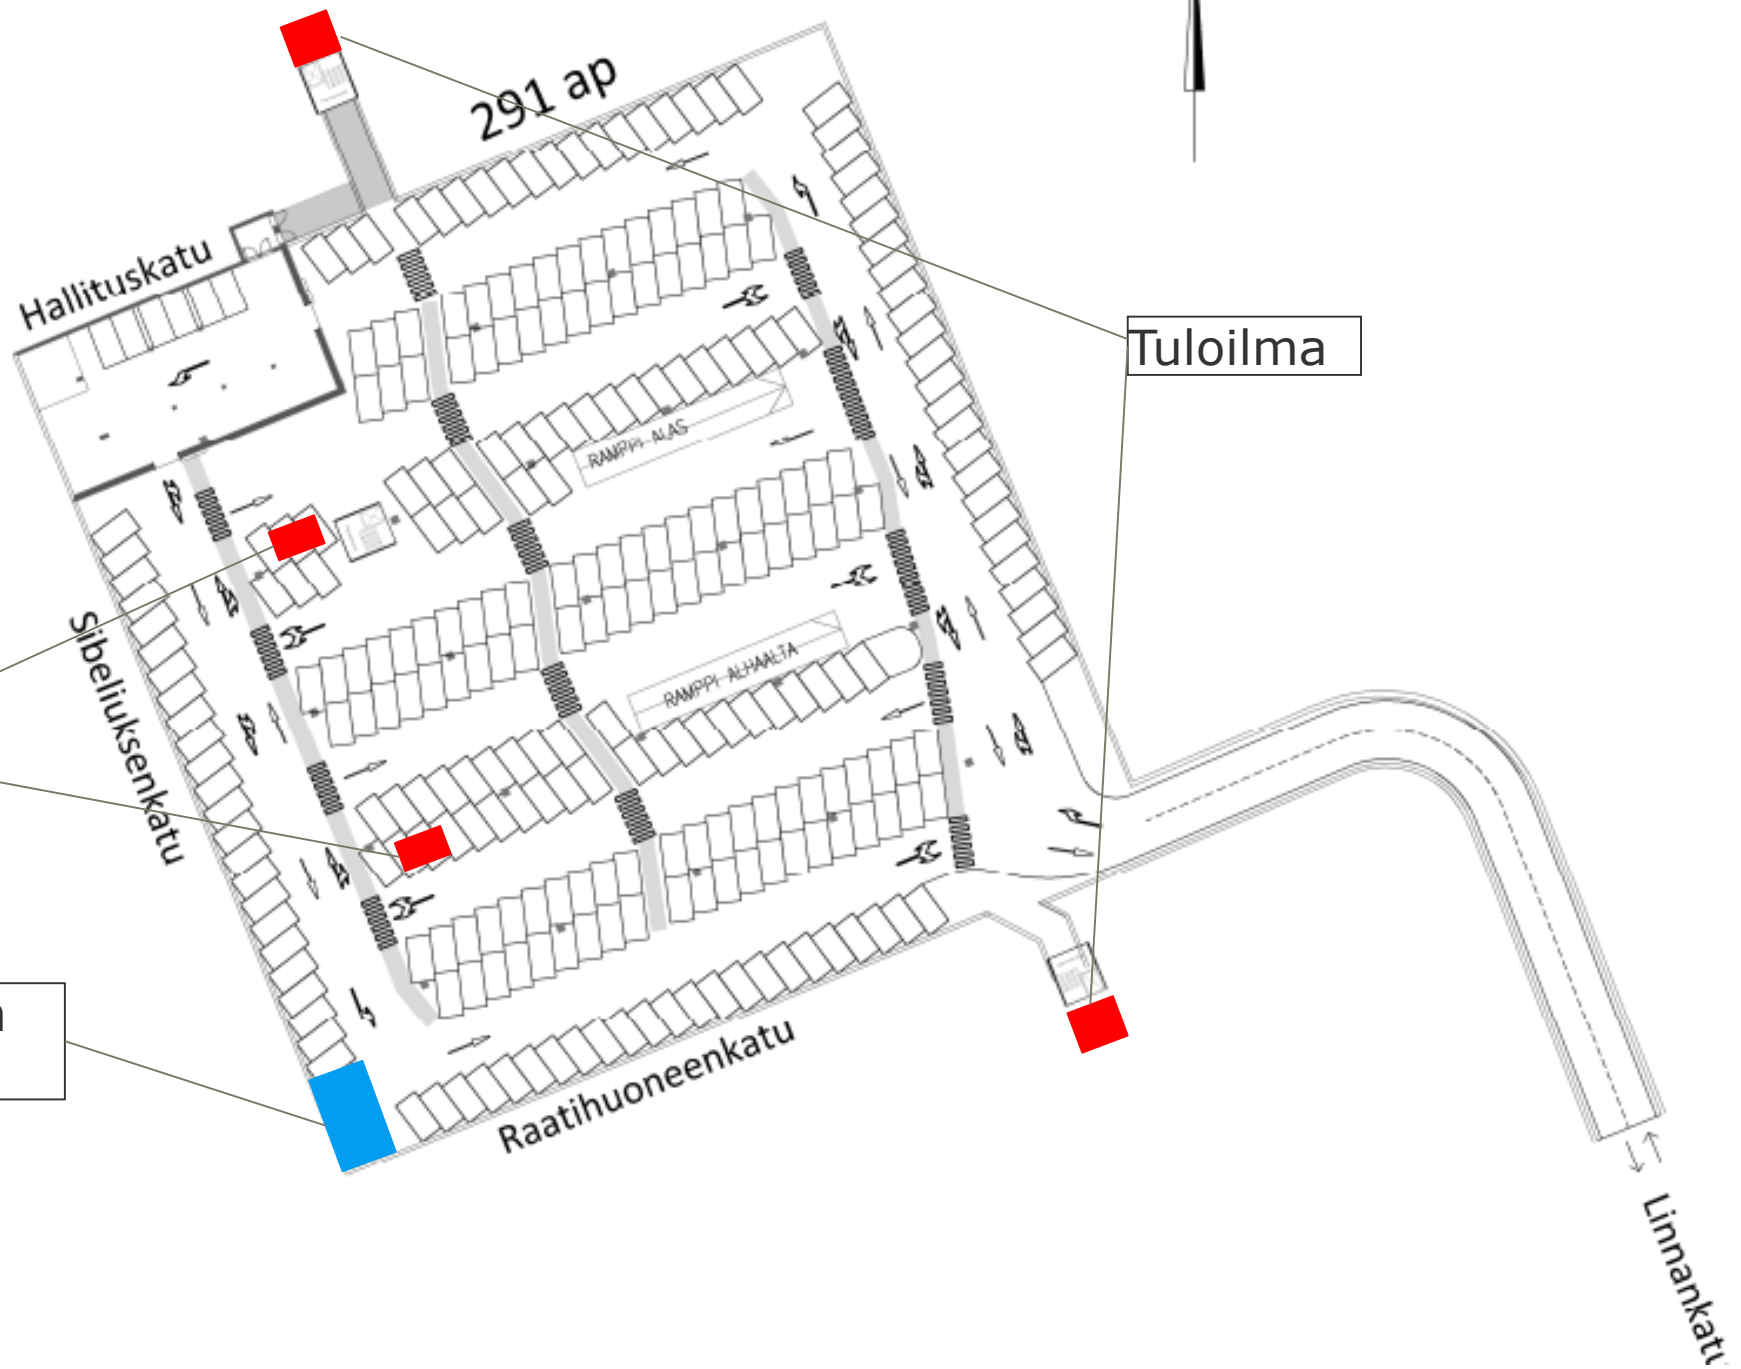 291 ap
Hallituskatu
Tuloilma
RAMPPI ALAS
Sibeliuksenkatu
RAMPPI ALHAALTA
Raatihuoneenkatu
Linnankatu